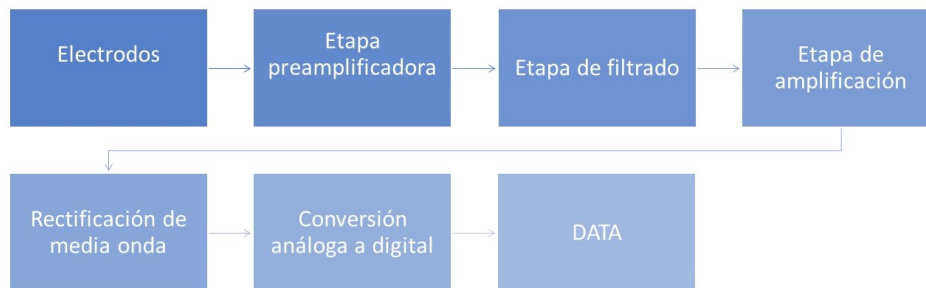 Electrodos
Etapa
preamplificadora
Etapa de filtrado
Etapa de
amplificación
Rectificación de
media onda
Conversión
análoga a digital
DATA